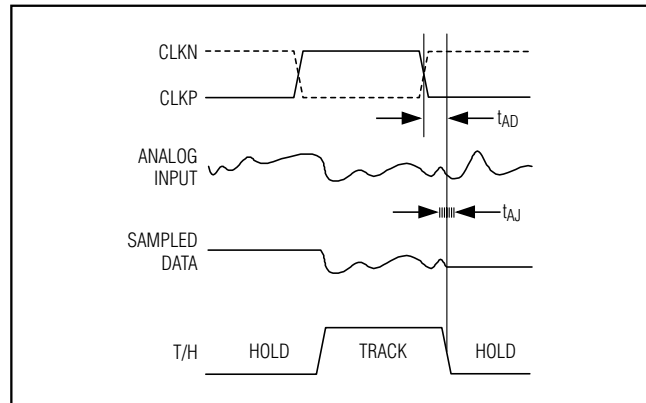 CLKN
CLKP
tAD
ANALOG
INPUT
tAJ
SAMPLED
DATA
T/H
HOLD
TRACK
HOLD